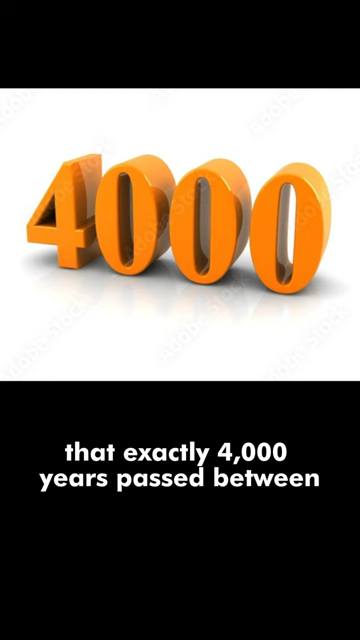 4000
that exactly 4,000
years passed between